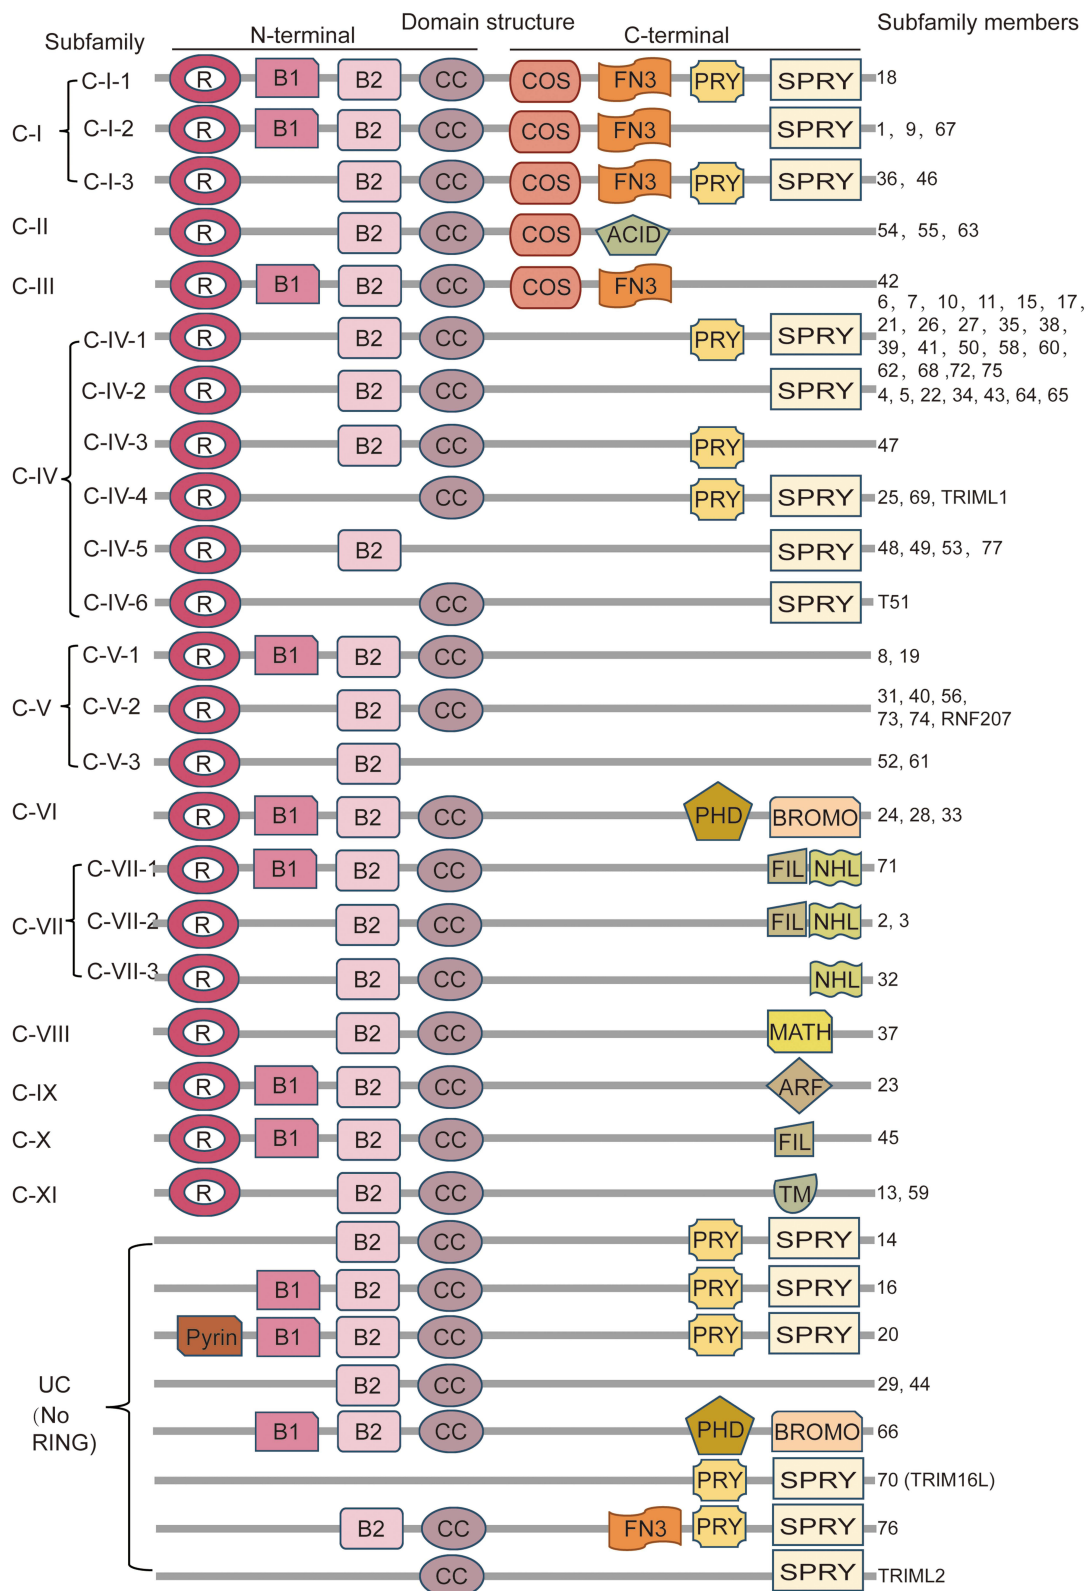 Domain structure
Subfamily members
Subfamily
N-terminal
C-terminal
C-I
C-I-1 R B1 B2 CC COS FN3 PRY SPRY 18
C-I-2 R B1 B2 CC COS FN3 SPRY 1, 9, 67
C-I-3 R B2 CC COS FN3 PRY SPRY 36, 46
C-II R B2 CC COS ACID 54, 55, 63
C-III R B1 B2 CC COS FN3 42
C-IV
C-IV-1 R B2 CC PRY SPRY
6, 7, 10, 11, 15, 17,
21, 26, 27, 35, 38,
39, 41, 50, 58, 60,
62, 68 ,72, 75
C-IV-2 R B2 CC SPRY 4, 5, 22, 34, 43, 64, 65
C-IV-3 R B2 CC PRY 47
C-IV-4 R CC PRY SPRY 25, 69, TRIML1
C-IV-5 R B2 SPRY 48, 49, 53, 77
C-IV-6 R CC SPRY T51
C-V
C-V-1 R B1 B2 CC 8, 19
C-V-2 R B2 CC
31, 40, 56,
73, 74, RNF207
C-V-3 R B2 52, 61
C-VI R B1 B2 CC PHD BROMO 24, 28, 33
C-VII
C-VII-1 R B1 B2 CC FIL NHL 71
C-VII-2 R B2 CC FIL NHL 2, 3
C-VII-3 R B2 CC NHL 32
C-VIII R B2 CC MATH 37
C-IX R B1 B2 CC ARF 23
C-X R B1 B2 CC FIL 45
C-XI R B2 CC TM 13, 59
UC
(No
RING)
B2 CC PRY SPRY 14
B1 B2 CC PRY SPRY 16
Pyrin B1 B2 CC PRY SPRY 20
B2 CC 29, 44
B1 B2 CC PHD BROMO 66
PRY SPRY 70 (TRIM16L)
B2 CC FN3 PRY SPRY 76
CC SPRY TRIML2